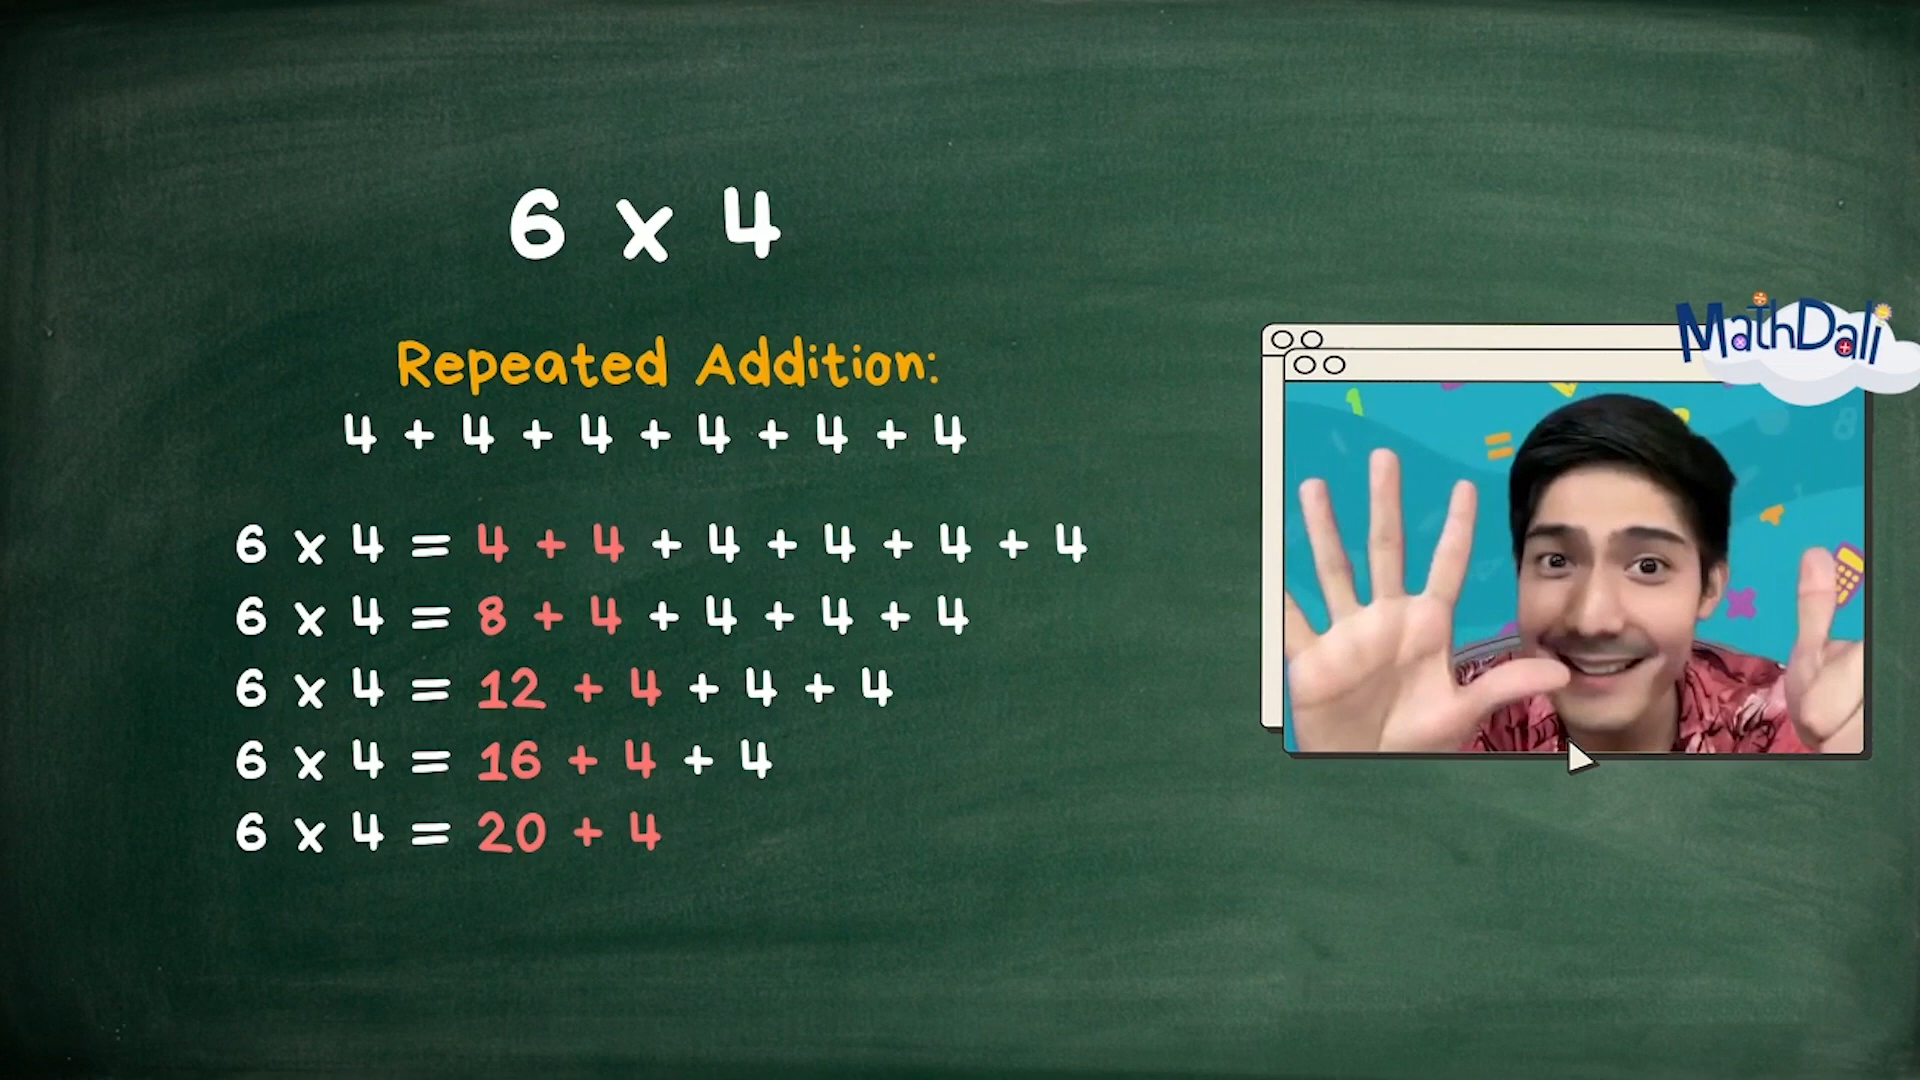 6 x 4
Repeated Addition:
4 + 4 + 4 + 4 + 4 + 4
6 x 4 = 4 + 4 + 4 + 4 + 4 + 4
6 x 4 = 8 + 4 + 4 + 4 + 4
6 x 4 = 12 + 4 + 4 + 4
6 x 4 = 16 + 4 + 4
6 x 4 = 20 + 4
MathDali